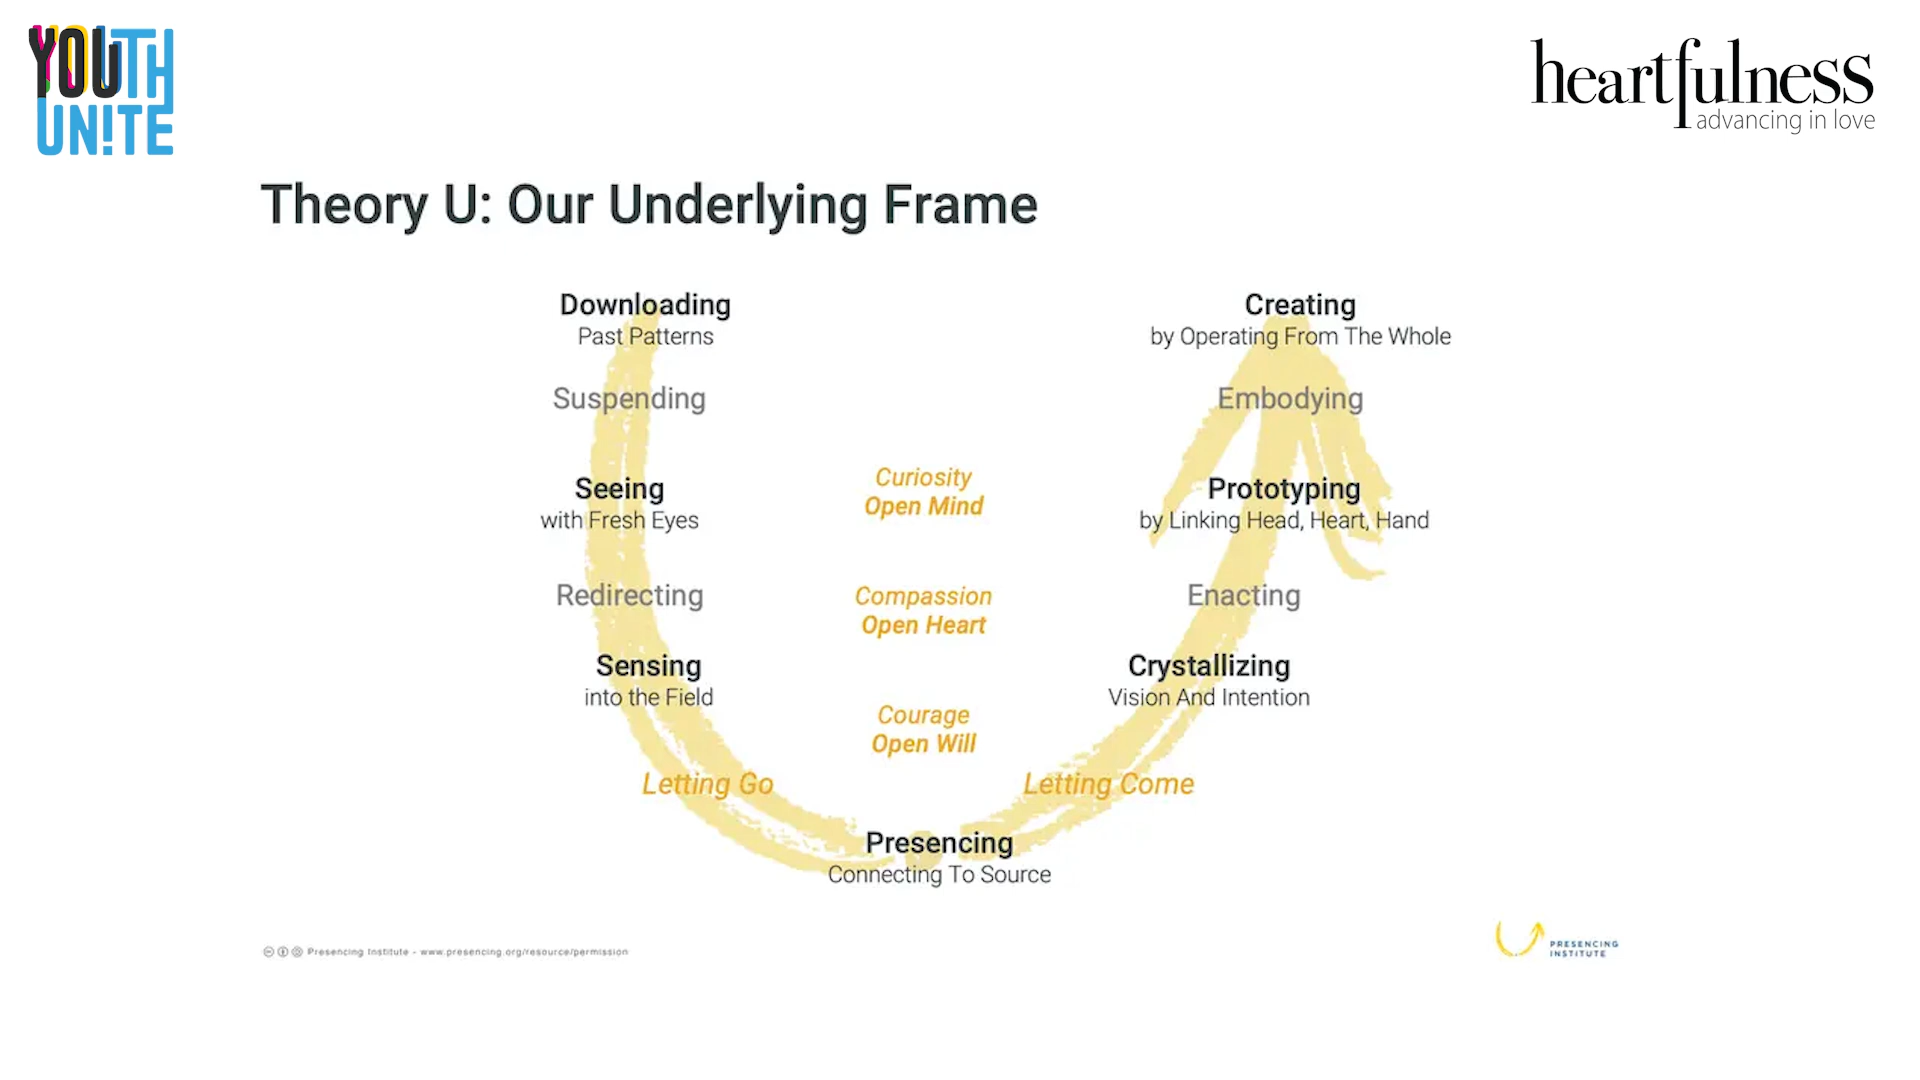 YOUTH
UN!TE
heartfulness
advancing in love
Theory U: Our Underlying Frame
Downloading
Past Patterns
Suspending
Seeing
with Fresh Eyes
Redirecting
Sensing
into the Field
Letting Go
Curiosity
Open Mind
Compassion
Open Heart
Courage
Open Will
Presencing
Connecting To Source
Letting Come
Crystallizing
Vision And Intention
Enacting
Prototyping
by Linking Head, Heart, Hand
Embodying
Creating
by Operating From The Whole
Presencing Institute - www.presencing.org/resource/permission
PRESENCING
INSTITUTE